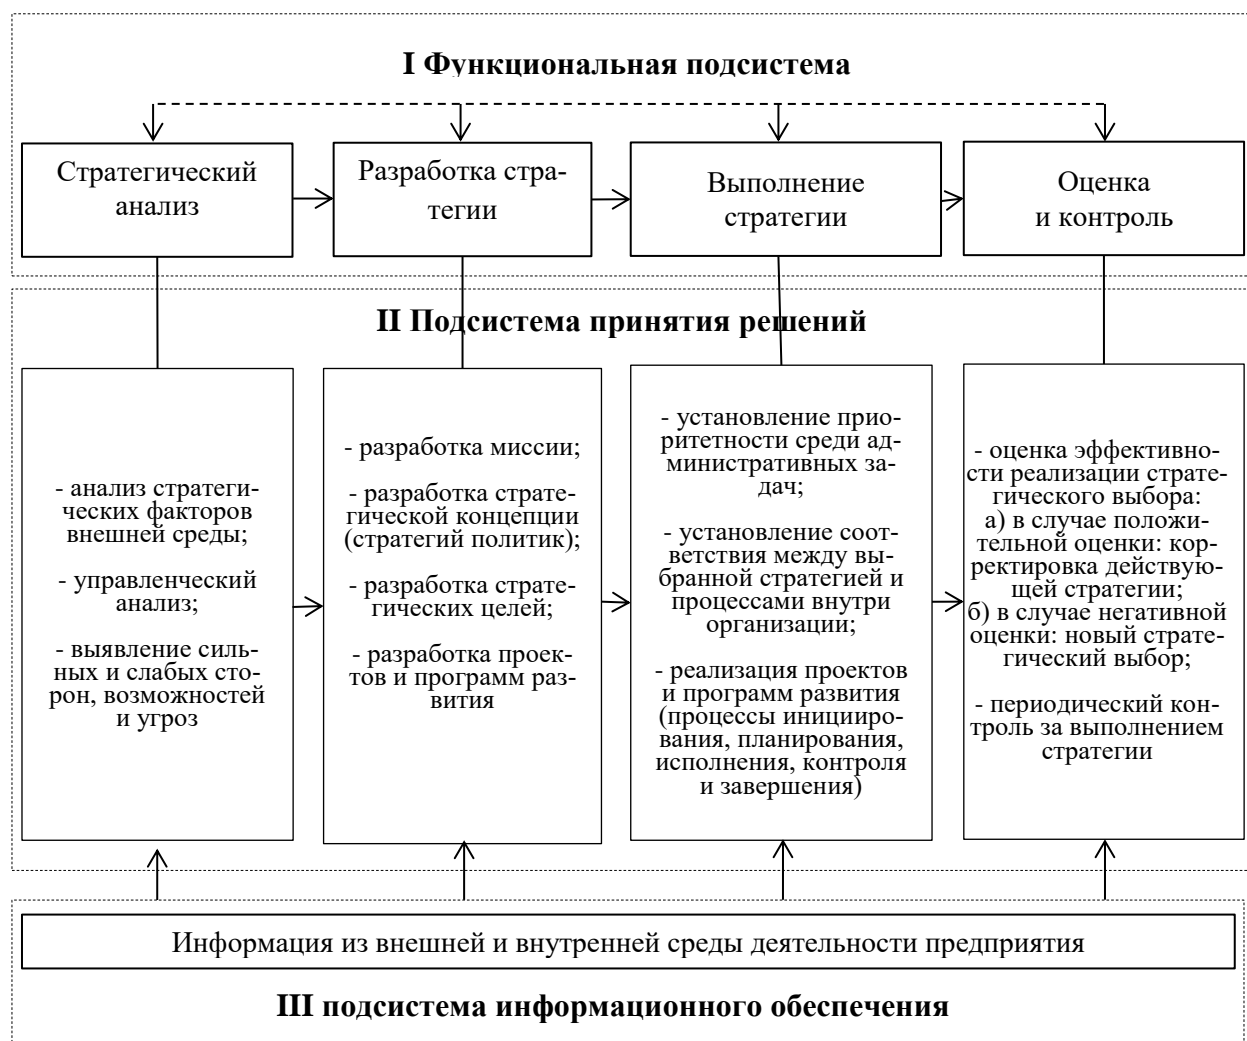 I Функциональная подсистема
Стратегический
анализ
Разработка стра-
тегии
Выполнение
стратегии
Оценка
и контроль
II Подсистема принятия решений
- анализ стратеги-
ческих факторов
внешней среды;
- управленческий
анализ;
- выявление силь-
ных и слабых сто-
рон, возможностей
и угроз
- разработка миссии;
- разработка страте-
гической концепции
(стратегий политик);
- разработка страте-
гических целей;
- разработка проек-
тов и программ раз-
вития
- установление прио-
ритетности среди ад-
министративных за-
дач;
- установление соот-
ветствия между вы-
бранной стратегией и
процессами внутри
организации;
- реализация проектов
и программ развития
(процессы иницииро-
вания, планирования,
исполнения, контроля
и завершения)
- оценка эффективно-
сти реализации страте-
гического выбора:
а) в случае положи-
тельной оценки: кор-
ректировка действую-
щей стратегии;
б) в случае негативной
оценки: новый страте-
гический выбор;
- периодический кон-
троль за выполнением
стратегии
Информация из внешней и внутренней среды деятельности предприятия
III подсистема информационного обеспечения